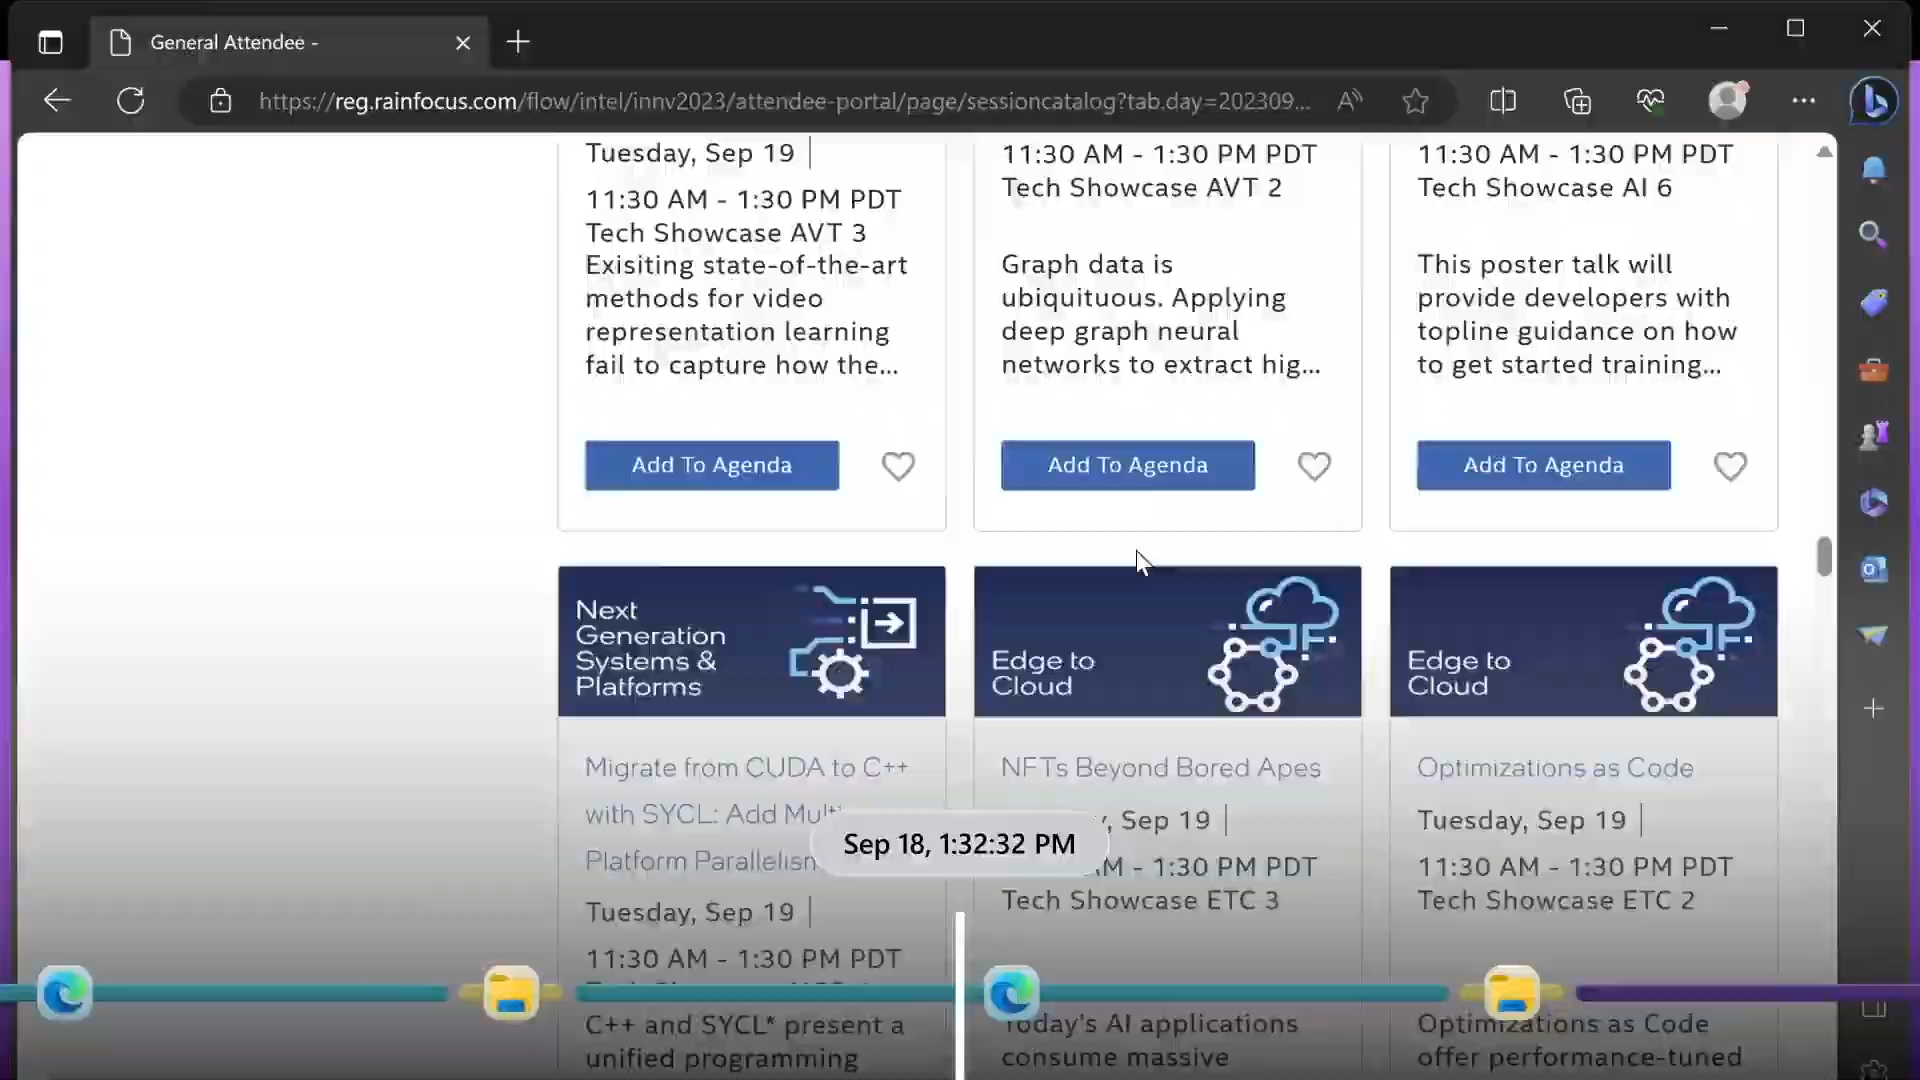 General Attendee -
https://reg.rainfocus.com/flow/intel/innv2023/attendee-portal/page/sessioncatalog?tab.day=202309...
Tuesday, Sep 19 |
11:30 AM - 1:30 PM PDT
Tech Showcase AVT 3
Exisiting state-of-the-art
methods for video
representation learning
fail to capture how the...
Add To Agenda
11:30 AM - 1:30 PM PDT
Tech Showcase AVT 2
Graph data is
ubiquituous. Applying
deep graph neural
networks to extract hig...
Add To Agenda
11:30 AM - 1:30 PM PDT
Tech Showcase AI 6
This poster talk will
provide developers with
topline guidance on how
to get started training...
Add To Agenda
Next
Generation
Systems &
Platforms
Migrate from CUDA to C++
with SYCL: Add Mult
Platform Parallelism
Tuesday, Sep 19 |
11:30 AM - 1:30 PM PDT
C++ and SYCL* present a
unified programming
Edge to
Cloud
NFTs Beyond Bored Apes
, Sep 19 |
AM - 1:30 PM PDT
Tech Showcase ETC 3
Today's AI applications
consume massive
Edge to
Cloud
Optimizations as Code
Tuesday, Sep 19 |
11:30 AM - 1:30 PM PDT
Tech Showcase ETC 2
Optimizations as Code
offer performance-tuned
Sep 18, 1:32:32 PM